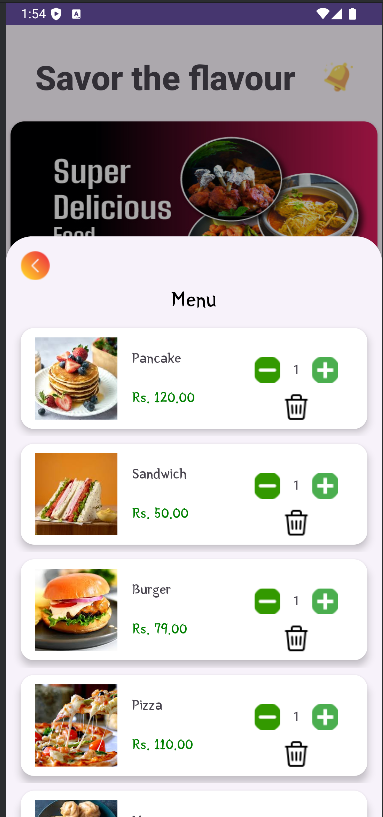 1:54
Savor the flavour
Super
Delicious
Food
Menu
Pancake
1
Rs. 120.00
Sandwich
1
Rs. 50.00
Burger
1
Rs. 79.00
Pizza
1
Rs. 110.00